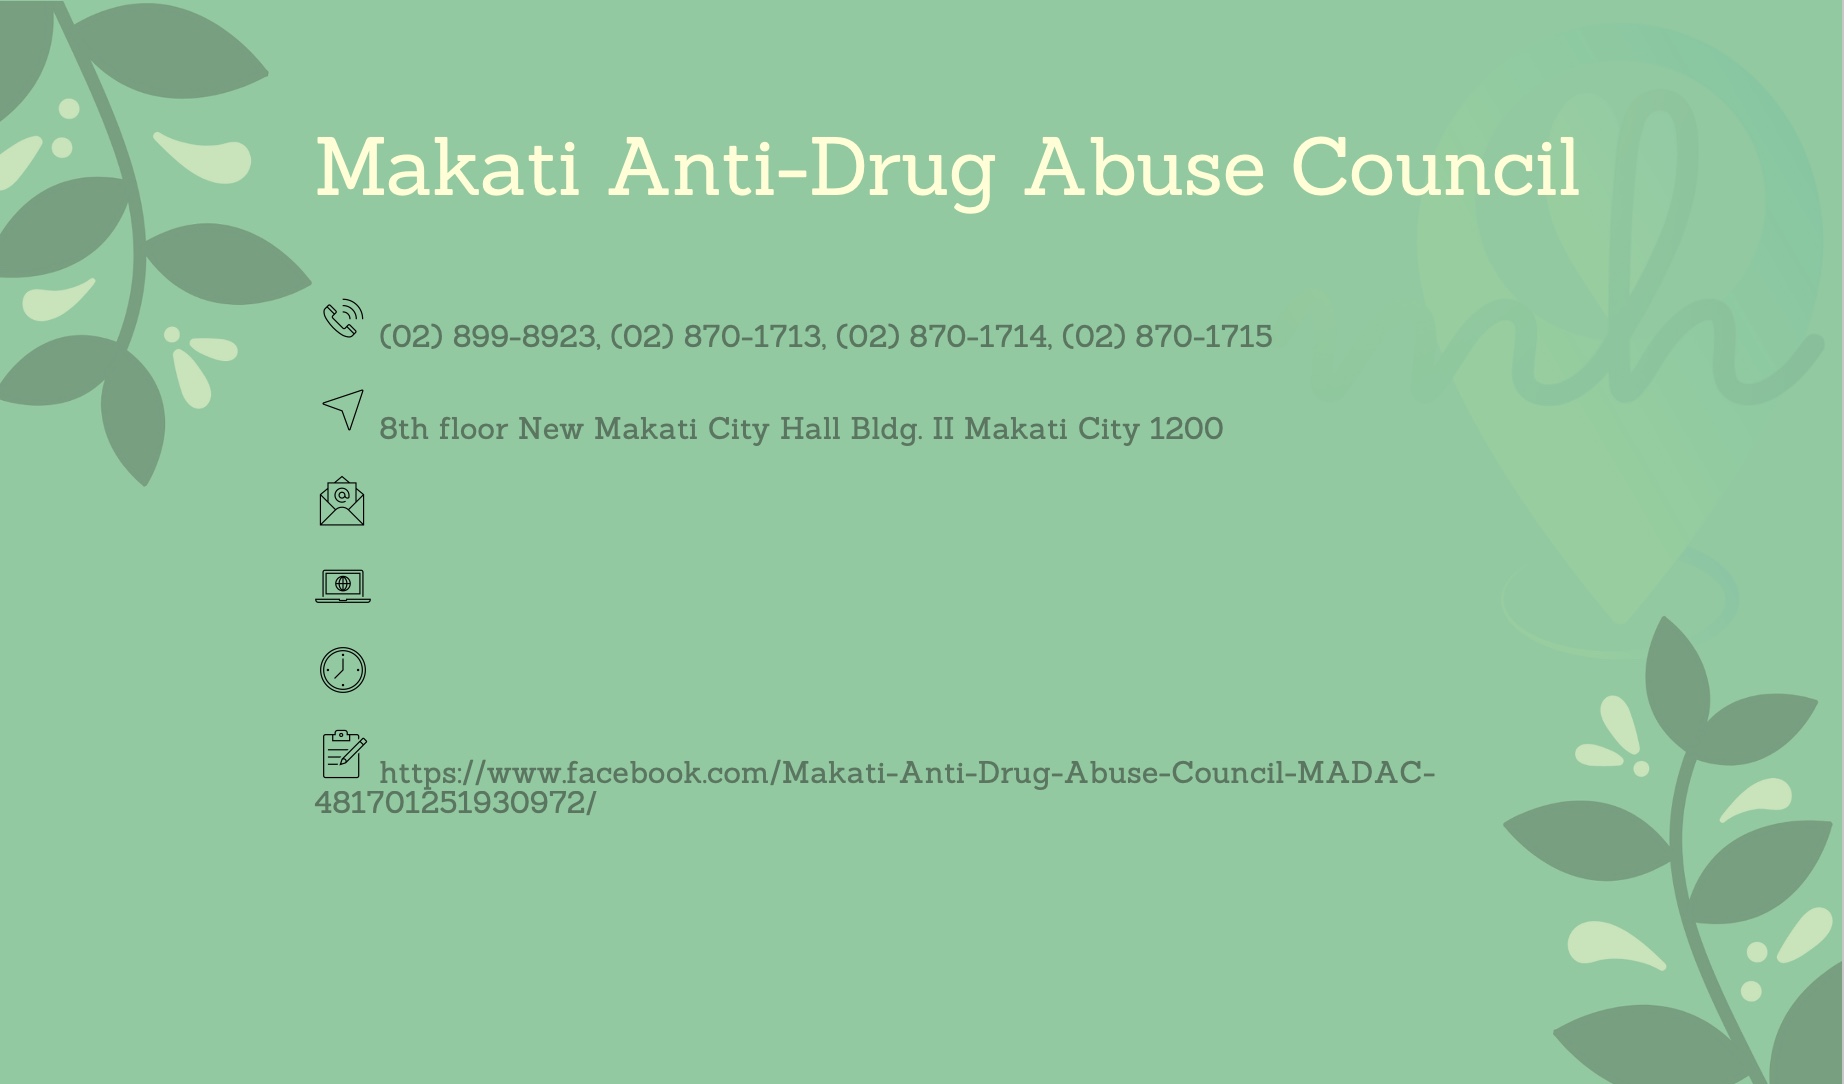 Makati Anti-Drug Abuse Council
(02) 899-8923, (02) 870-1713, (02) 870-1714, (02) 870-1715
8th floor New Makati City Hall Bldg. II Makati City 1200
https://www.facebook.com/Makati-Anti-Drug-Abuse-Council-MADAC-
481701251930972/